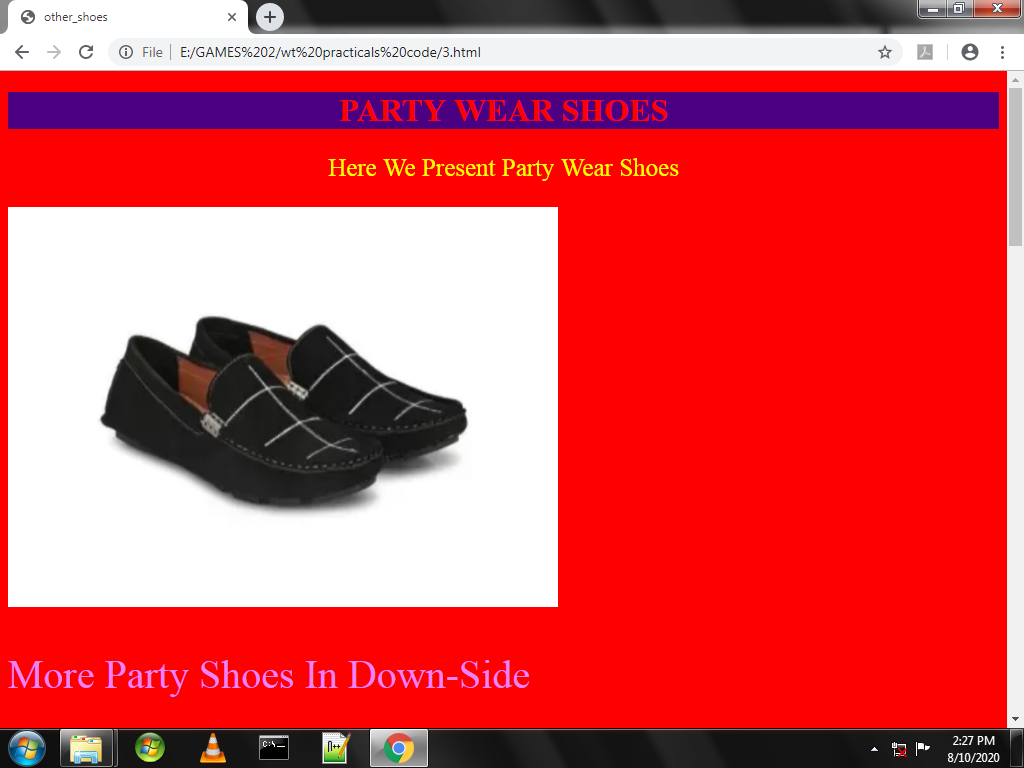 other_shoes
File E:/GAMES%202/wt%20practicals%20code/3.html
PARTY WEAR SHOES
Here We Present Party Wear Shoes
More Party Shoes In Down-Side
C:\_
2:27 PM
8/10/2020